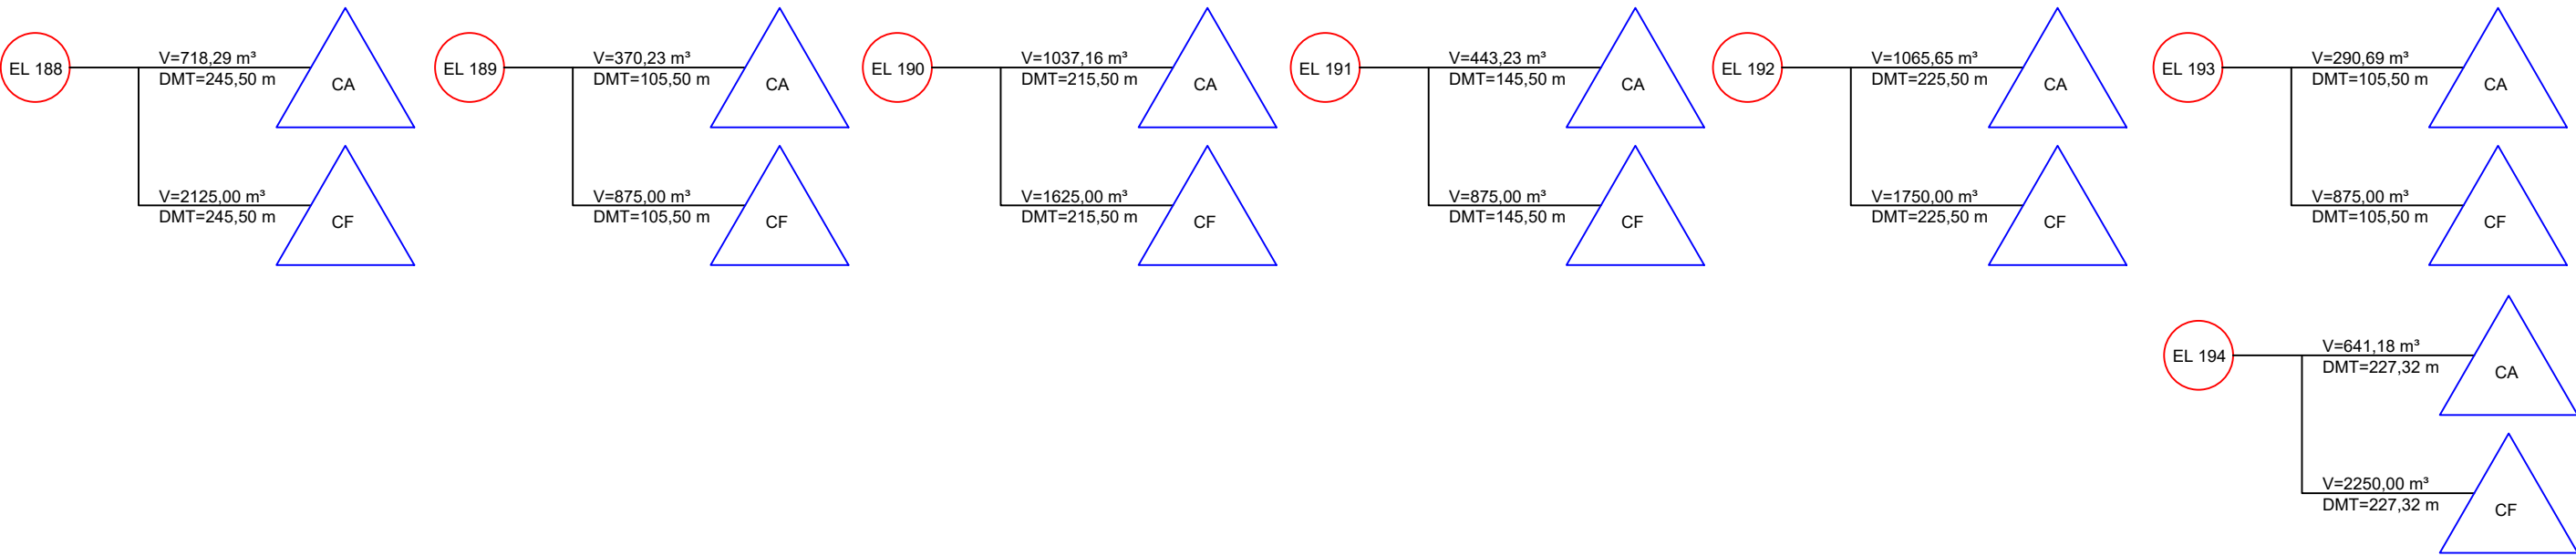 EL 188
V=718,29 m³
DMT=245,50 m
CA
V=2125,00 m³
DMT=245,50 m
CF
EL 189
V=370,23 m³
DMT=105,50 m
CA
V=875,00 m³
DMT=105,50 m
CF
EL 190
V=1037,16 m³
DMT=215,50 m
CA
V=1625,00 m³
DMT=215,50 m
CF
EL 191
V=443,23 m³
DMT=145,50 m
CA
V=875,00 m³
DMT=145,50 m
CF
EL 192
V=1065,65 m³
DMT=225,50 m
CA
V=1750,00 m³
DMT=225,50 m
CF
EL 193
V=290,69 m³
DMT=105,50 m
CA
V=875,00 m³
DMT=105,50 m
CF
EL 194
V=641,18 m³
DMT=227,32 m
CA
V=2250,00 m³
DMT=227,32 m
CF